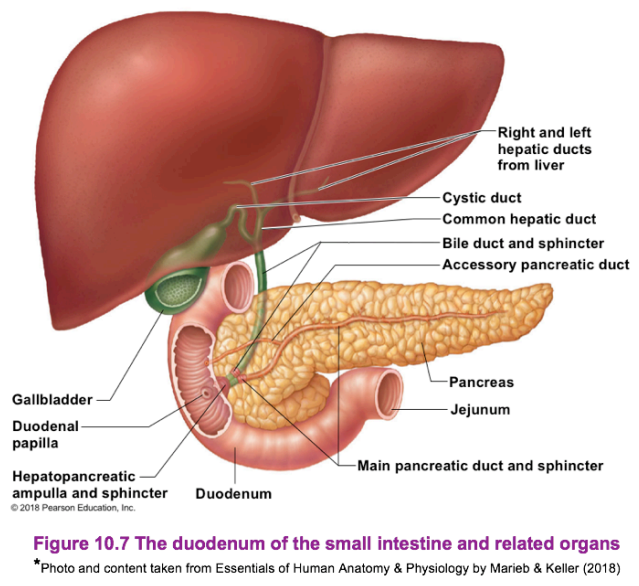 Right and left
hepatic ducts
from liver
Cystic duct
Common hepatic duct
Bile duct and sphincter
Accessory pancreatic duct
Pancreas
Jejunum
Gallbladder
Duodenal
papilla
Main pancreatic duct and sphincter
Hepatopancreatic
ampulla and sphincter
Duodenum
© 2018 Pearson Education, Inc.
Figure 10.7 The duodenum of the small intestine and related organs
*Photo and content taken from Essentials of Human Anatomy & Physiology by Marieb & Keller (2018)